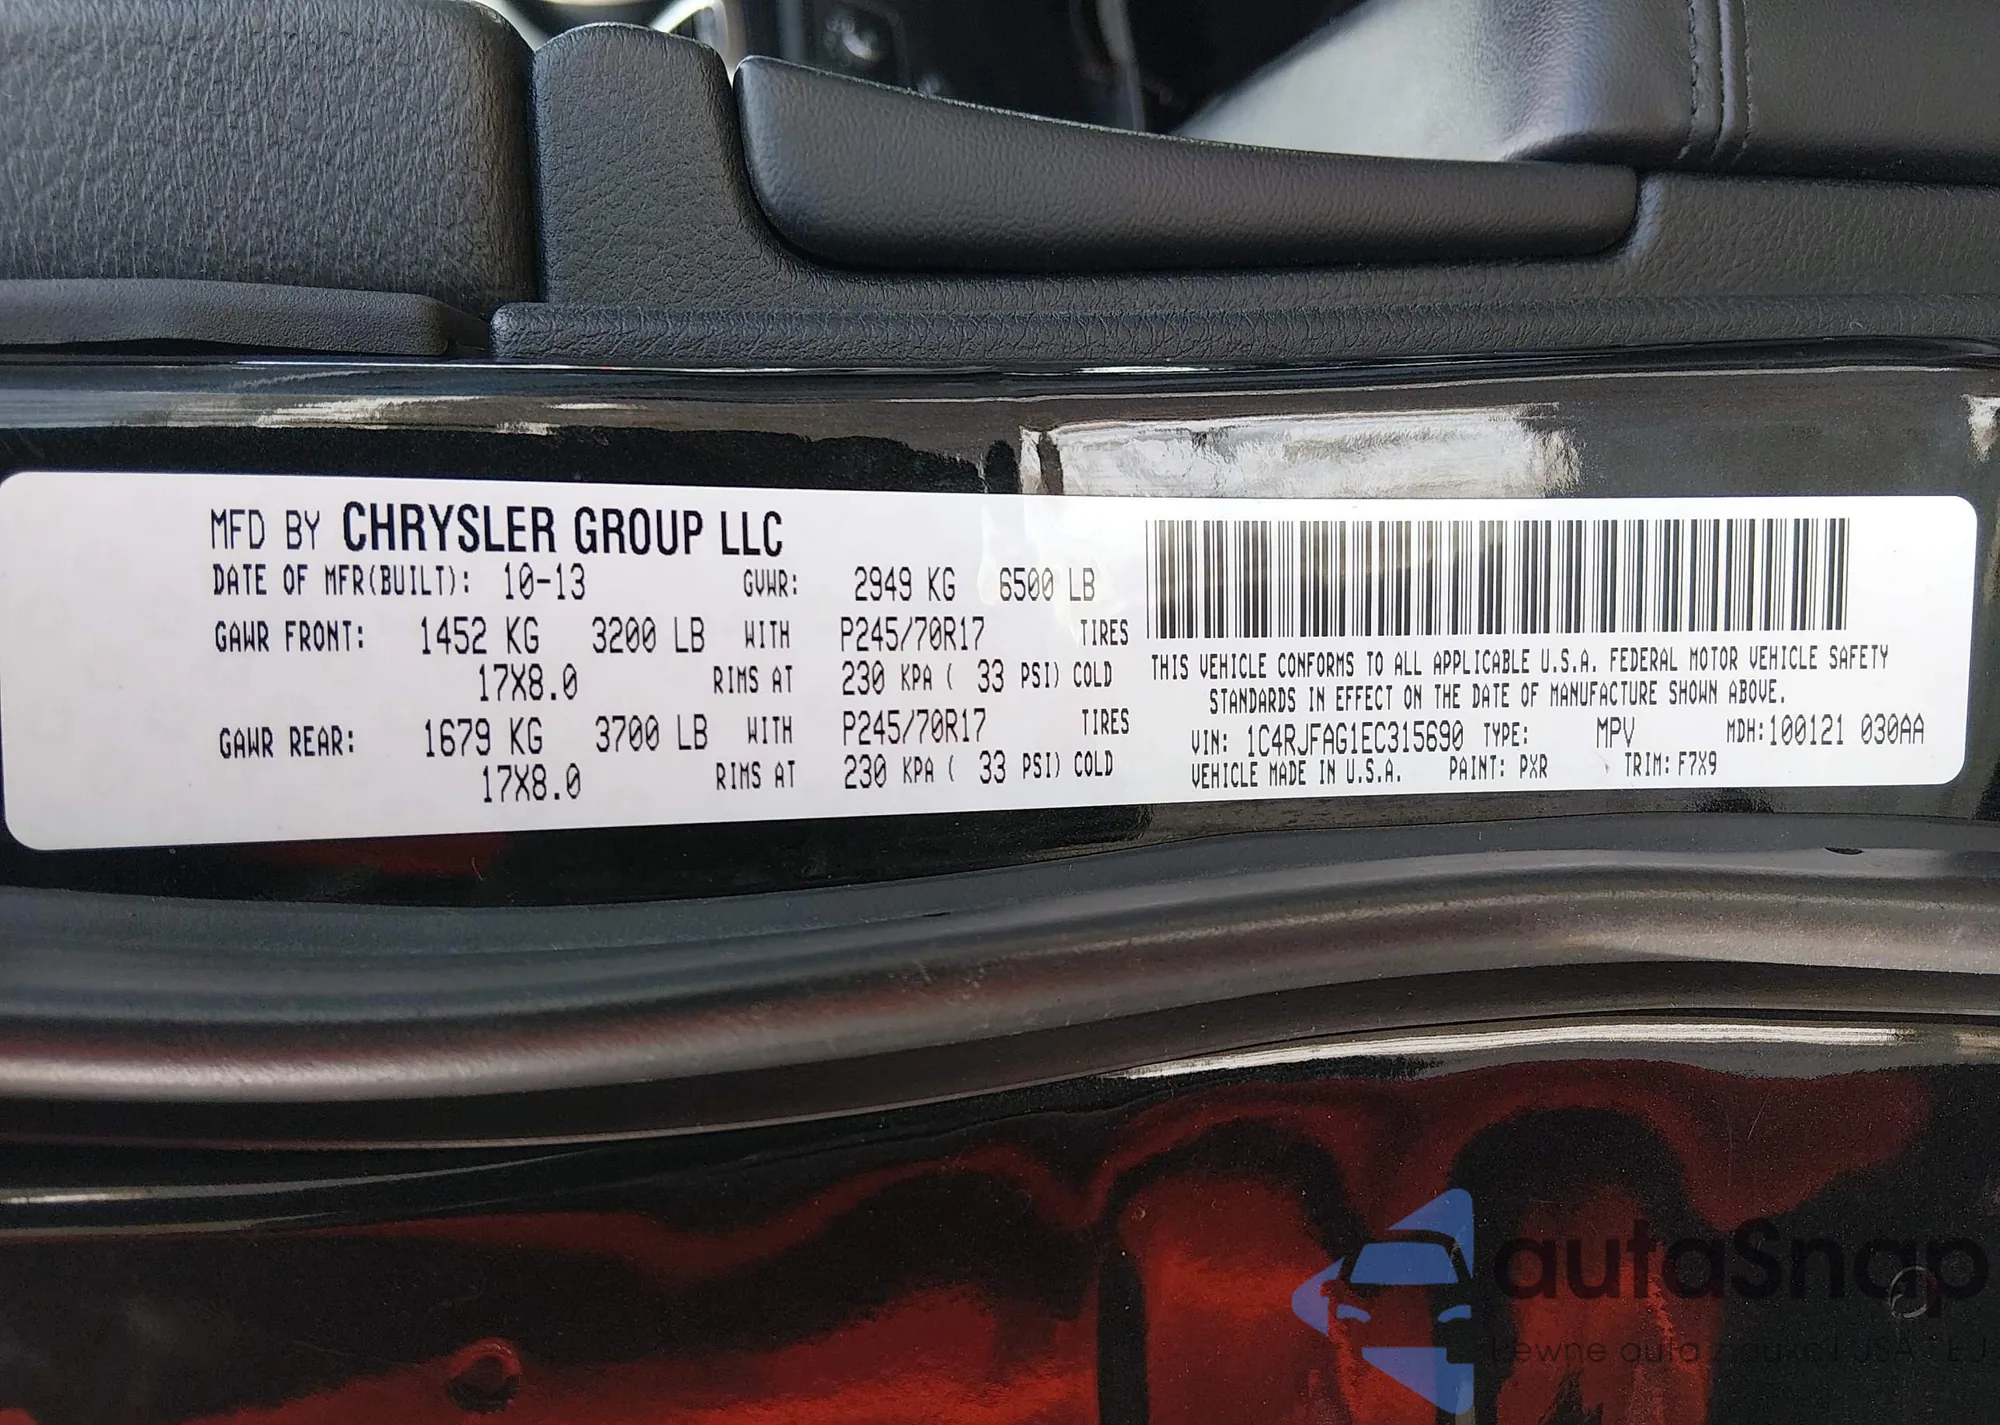 MFD BY CHRYSLER GROUP LLC
DATE OF MFR(BUILT): 10-13 GVWR: 2949 KG 6500 LB
GAWR FRONT: 1452 KG 3200 LB WITH P245/70R17 TIRES
17X8.0 RIMS AT 230 KPA ( 33 PSI) COLD
GAWR REAR: 1679 KG 3700 LB WITH P245/70R17 TIRES
17X8.0 RIMS AT 230 KPA ( 33 PSI) COLD
THIS VEHICLE CONFORMS TO ALL APPLICABLE U.S.A. FEDERAL MOTOR VEHICLE SAFETY
STANDARDS IN EFFECT ON THE DATE OF MANUFACTURE SHOWN ABOVE.
VIN: 1C4RJFAG1EC315690 TYPE: MPV MDH:100121 030AA
VEHICLE MADE IN U.S.A. PAINT: PXR TRIM: F7X9
autaSnap
Pewne auta